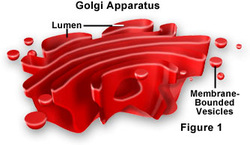 Golgi Apparatus
Lumen
Membrane-
Bounded
Vesicles
Figure 1